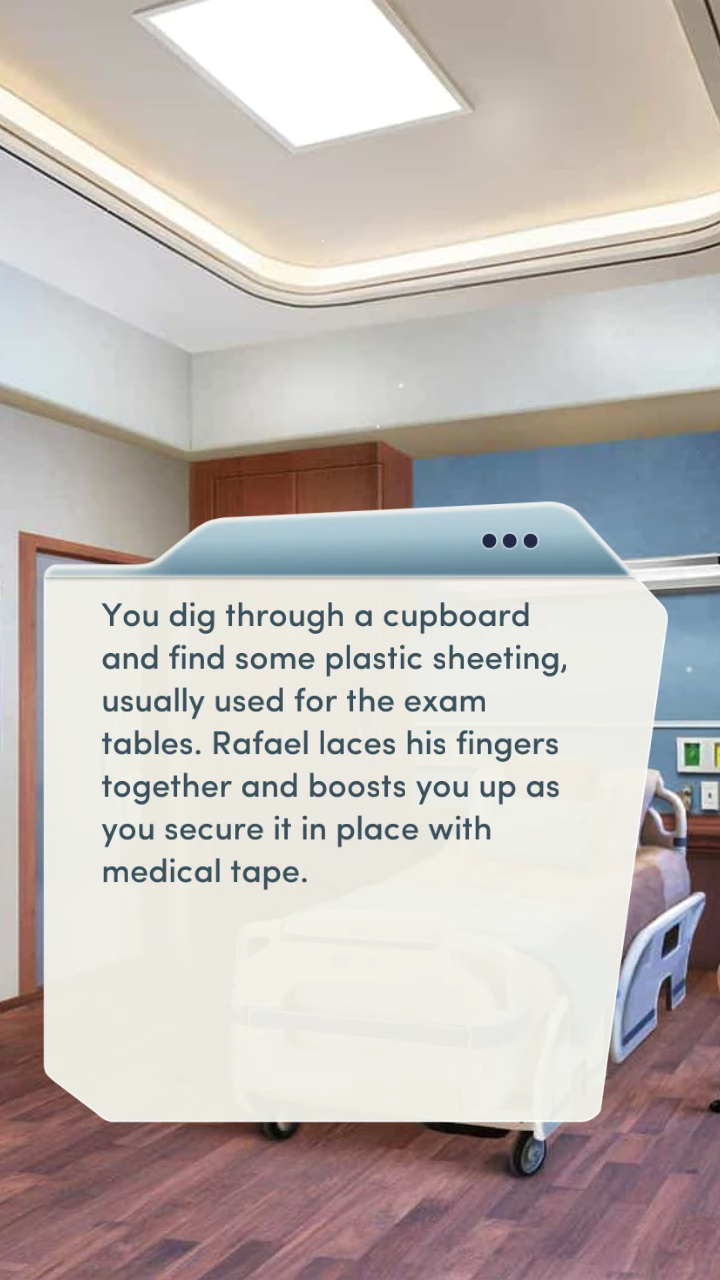 You dig through a cupboard
and find some plastic sheeting,
usually used for the exam
tables. Rafael laces his fingers
together and boosts you up as
you secure it in place with
medical tape.